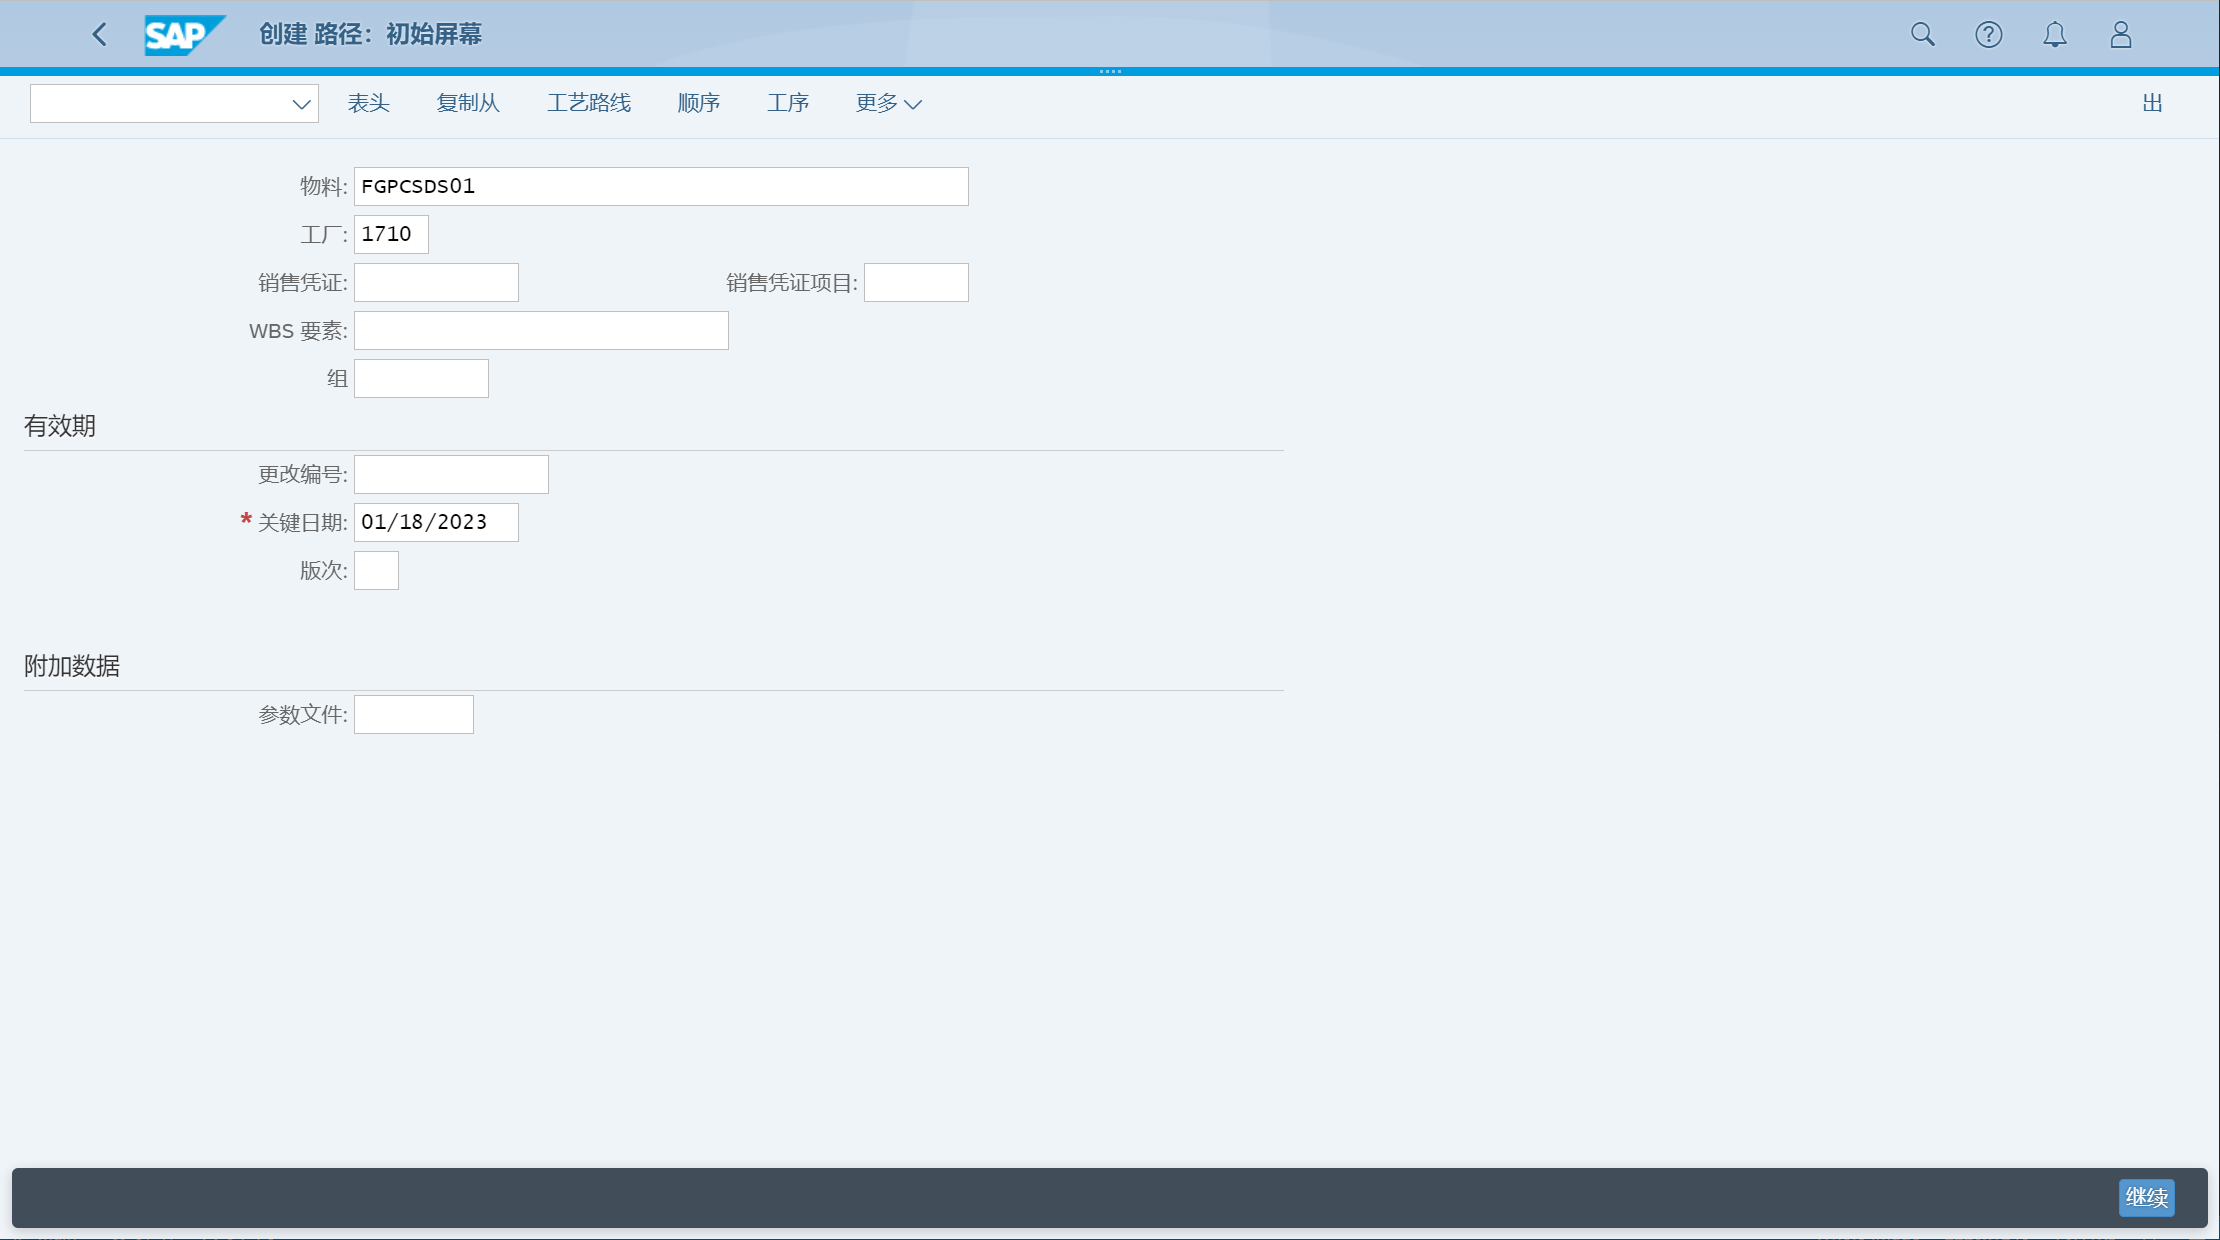 SAP 创建 路径：初始屏幕
表头 复制从 工艺路线 顺序 工序 更多 出
物料: FGPCSDS01
工厂: 1710
销售凭证: 销售凭证项目:
WBS 要素:
组
有效期
更改编号:
* 关键日期: 01/18/2023
版次:
附加数据
参数文件:
继续